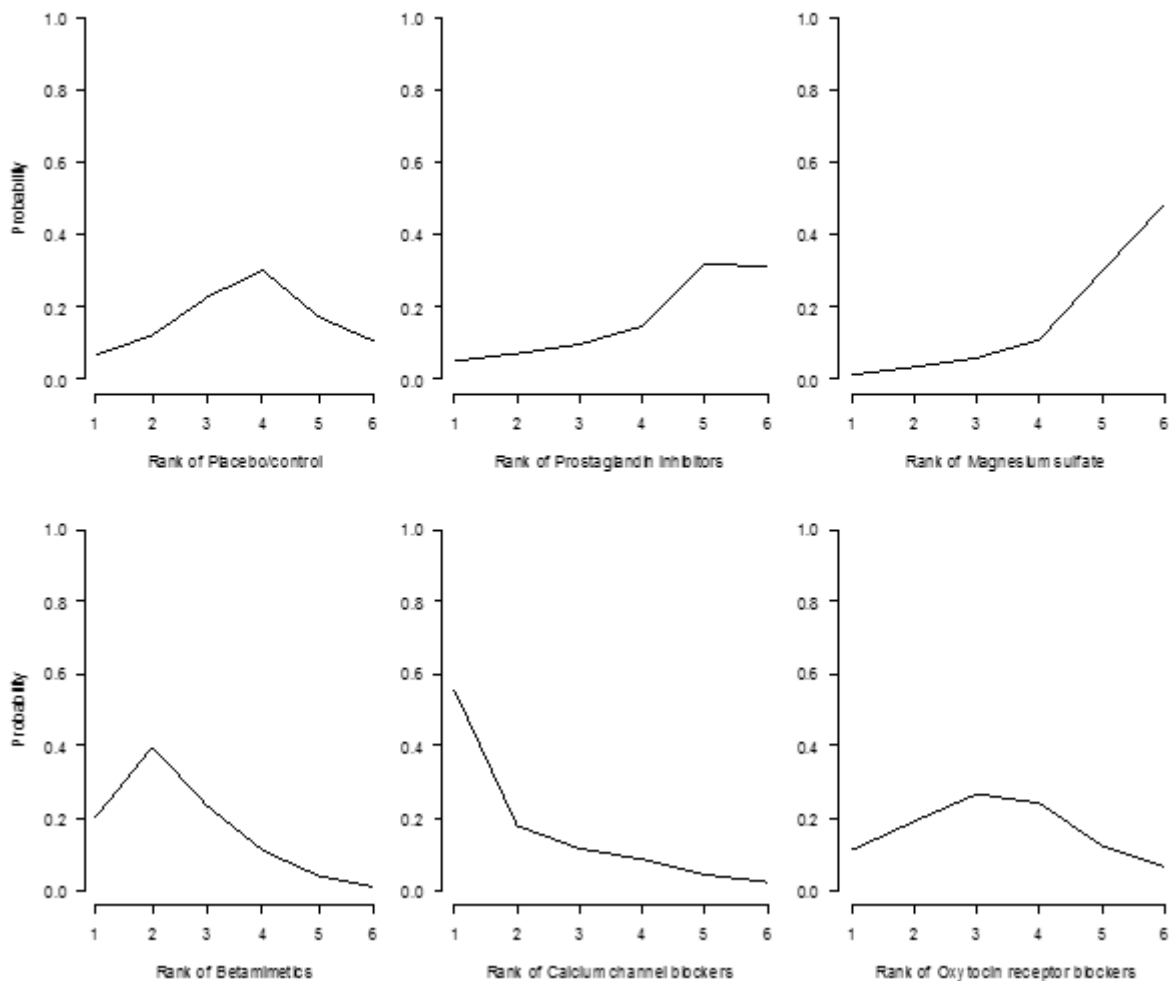 1.0 1.0 1.0
0.8 0.8 0.8
0.6 0.6 0.6
Probability
0.4 0.4 0.4
0.2 0.2 0.2
0.0 0.0 0.0
1 2 3 4 5 6 1 2 3 4 5 6 1 2 3 4 5 6
Rank of Placebo/control Rank of Prostaglandin inhibitors Rank of Magnesium sulfate
1.0 1.0 1.0
0.8 0.8 0.8
0.6 0.6 0.6
Probability
0.4 0.4 0.4
0.2 0.2 0.2
0.0 0.0 0.0
1 2 3 4 5 6 1 2 3 4 5 6 1 2 3 4 5 6
Rank of Betamimetics Rank of Calcium channel blockers Rank of Oxytocin receptor blockers